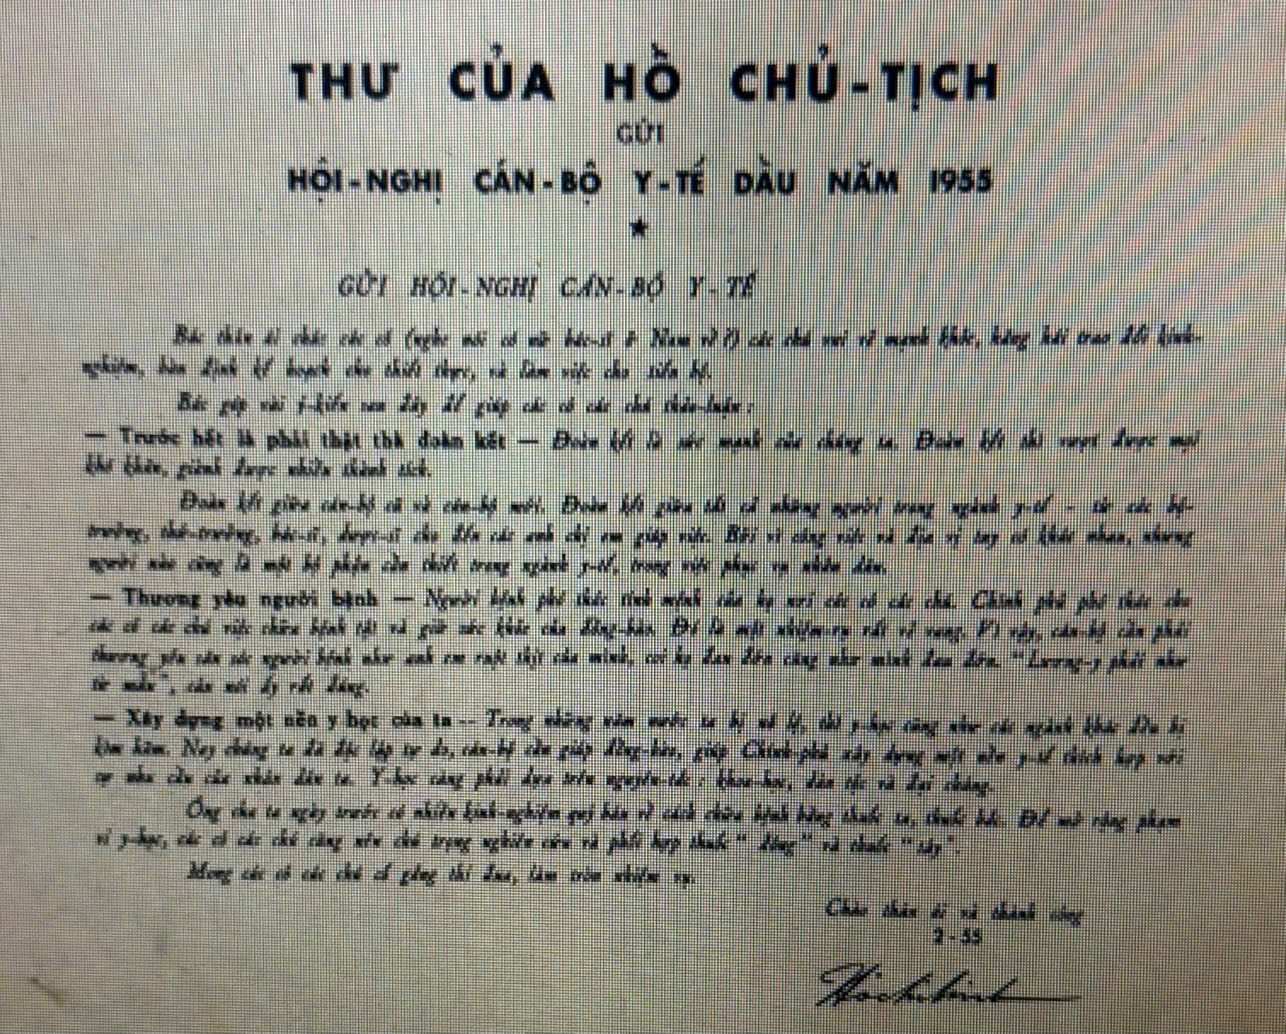 THƯ CỦA HỒ CHỦ-TỊCH
GỬI
HỘI-NGHỊ CÁN-BỘ Y-TẾ DẦU NĂM 1955
★
GỬI HỘI-NGHỊ CÁN-BỘ Y-TẾ
Bác thân ái chúc các cô (nghe nói có nữ bác-sĩ ở Nam về ?) các chú vui vẻ mạnh khỏe, hăng hái trao đổi kinh-
nghiệm, bàn định kế hoạch cho thiết thực, và làm việc cho tiến bộ.
Bác góp vài ý-kiến sau đây để giúp các cô các chú thảo-luận :
— Trước hết là phải thật thà đoàn kết — Đoàn kết là sức mạnh của chúng ta. Đoàn kết thì vượt được mọi
khó khăn, giành được nhiều thành tích.
Đoàn kết giữa cán-bộ cũ và cán-bộ mới. Đoàn kết giữa tất cả những người trong ngành y-tế - từ các bộ-
trưởng, thứ-trưởng, bác-sĩ, dược-sĩ cho đến các anh chị em giúp việc. Bởi vì công việc và địa vị tuy có khác nhau, nhưng
người nào cũng là một bộ phận cần thiết trong ngành y-tế, trong việc phục vụ nhân dân.
— Thương yêu người bệnh — Người bệnh phó thác tính mệnh của họ nơi các cô các chú. Chính phủ phó thác cho
các cô các chú việc chữa bệnh tật và giữ sức khỏe của đồng-bào. Đó là một nhiệm-vụ rất vẻ vang. Vì vậy, cán-bộ cần phải
thương yêu săn sóc người bệnh như anh em ruột thịt của mình, coi họ đau đớn cũng như mình đau đớn. "Lương-y phải như
từ mẫu", câu nói ấy rất đúng.
— Xây dựng một nền y học của ta -- Trong những năm nước ta bị nô lệ, thì y-học cũng như các ngành khác đều bị
kìm hãm. Nay chúng ta đã độc lập tự do, cán-bộ cần giúp đồng-bào, giúp Chính-phủ xây dựng một nền y-tế thích hợp với
sự nhu cầu của nhân dân ta. Y-học cũng phải dựa trên nguyên-tắc : khoa-học, dân tộc và đại chúng.
Ông cha ta ngày trước có nhiều kinh-nghiệm quý báu về cách chữa bệnh bằng thuốc ta, thuốc bắc. Để mở rộng phạm
vi y-học, các cô các chú cũng nên chú trọng nghiên cứu và phối hợp thuốc " đông " và thuốc " tây ".
Mong các cô các chú cố gắng thi đua, làm tròn nhiệm vụ.
Chào thân ái và thành công
2 - 55